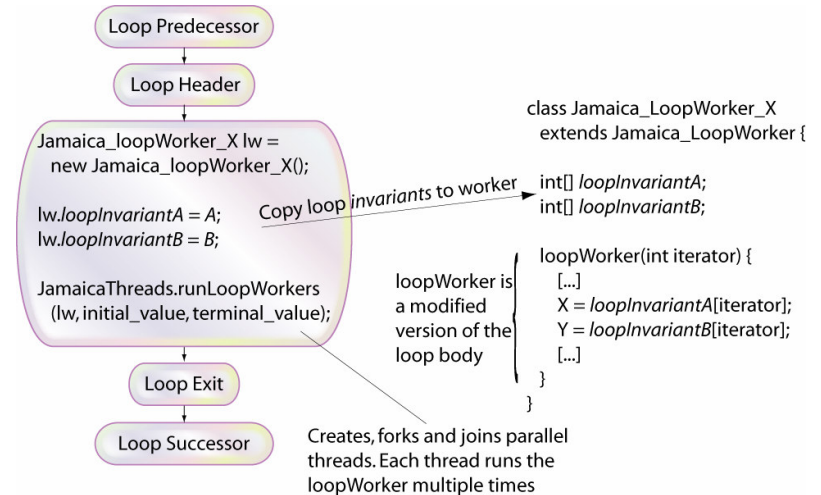 Loop Predecessor
Loop Header
Jamaica_loopWorker_X lw =
new Jamaica_loopWorker_X();
lw.loopInvariantA = A;
lw.loopInvariantB = B;
JamaicaThreads.runLoopWorkers
(lw, initial_value, terminal_value);
Loop Exit
Loop Successor
Copy loop invariants to worker
class Jamaica_LoopWorker_X
extends Jamaica_LoopWorker {
int[] loopInvariantA;
int[] loopInvariantB;
loopWorker(int iterator) {
[...]
X = loopInvariantA[iterator];
Y = loopInvariantB[iterator];
[...]
}
}
loopWorker is
a modified
version of the
loop body
Creates, forks and joins parallel
threads. Each thread runs the
loopWorker multiple times